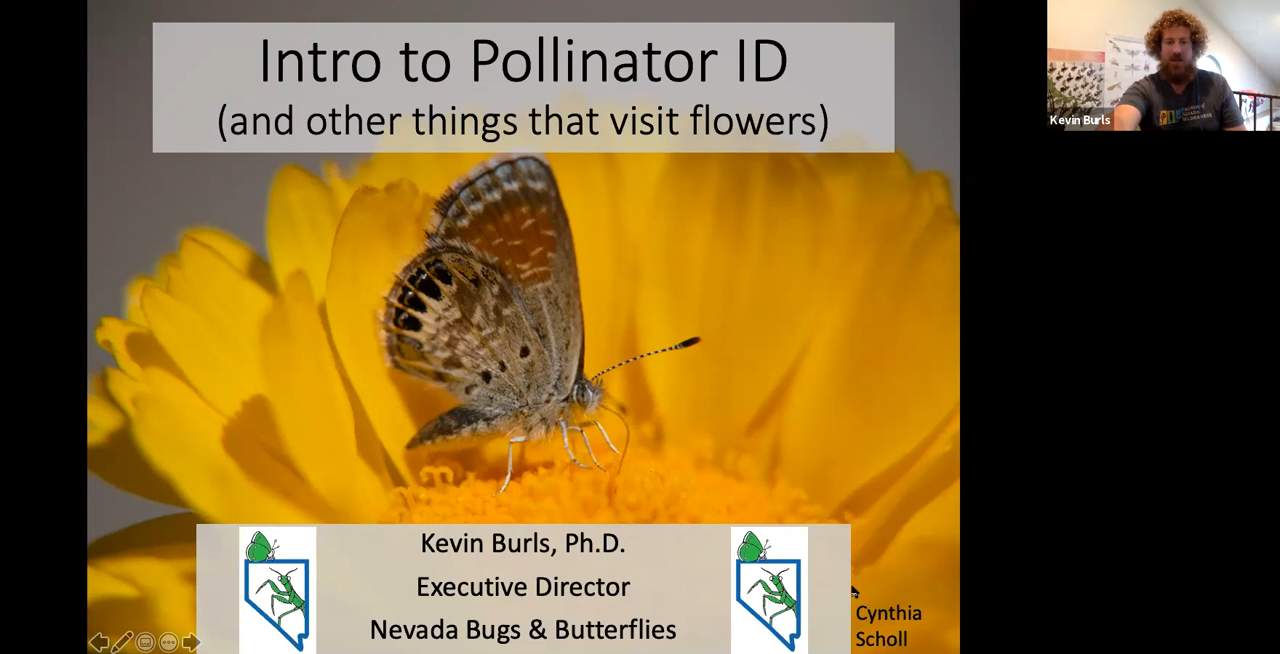 Intro to Pollinator ID
(and other things that visit flowers)
Kevin Burls
Kevin Burls, Ph.D.
Executive Director
Nevada Bugs & Butterflies
Cynthia
Scholl